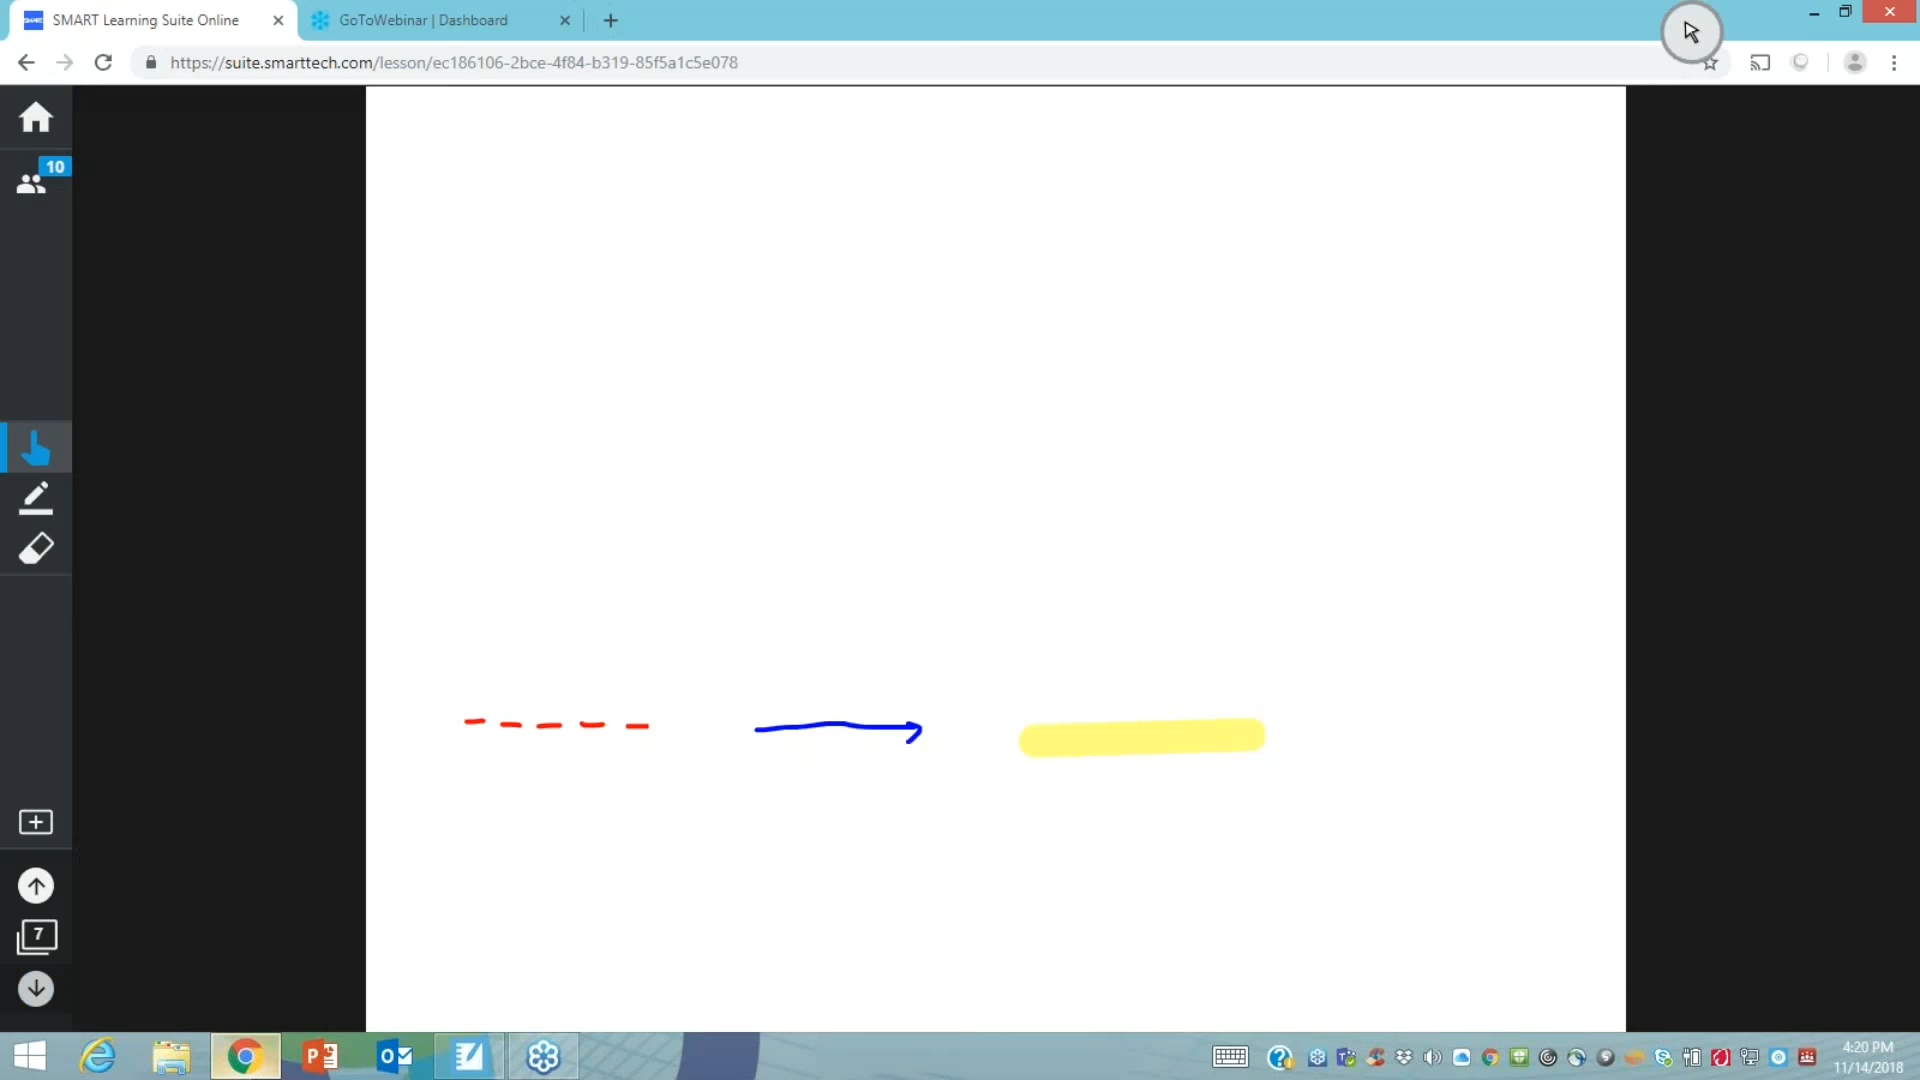 SMART Learning Suite Online
GoToWebinar | Dashboard
https://suite.smarttech.com/lesson/ec186106-2bce-4f84-b319-85f5a1c5e078
10
7
4:20 PM
11/14/2018